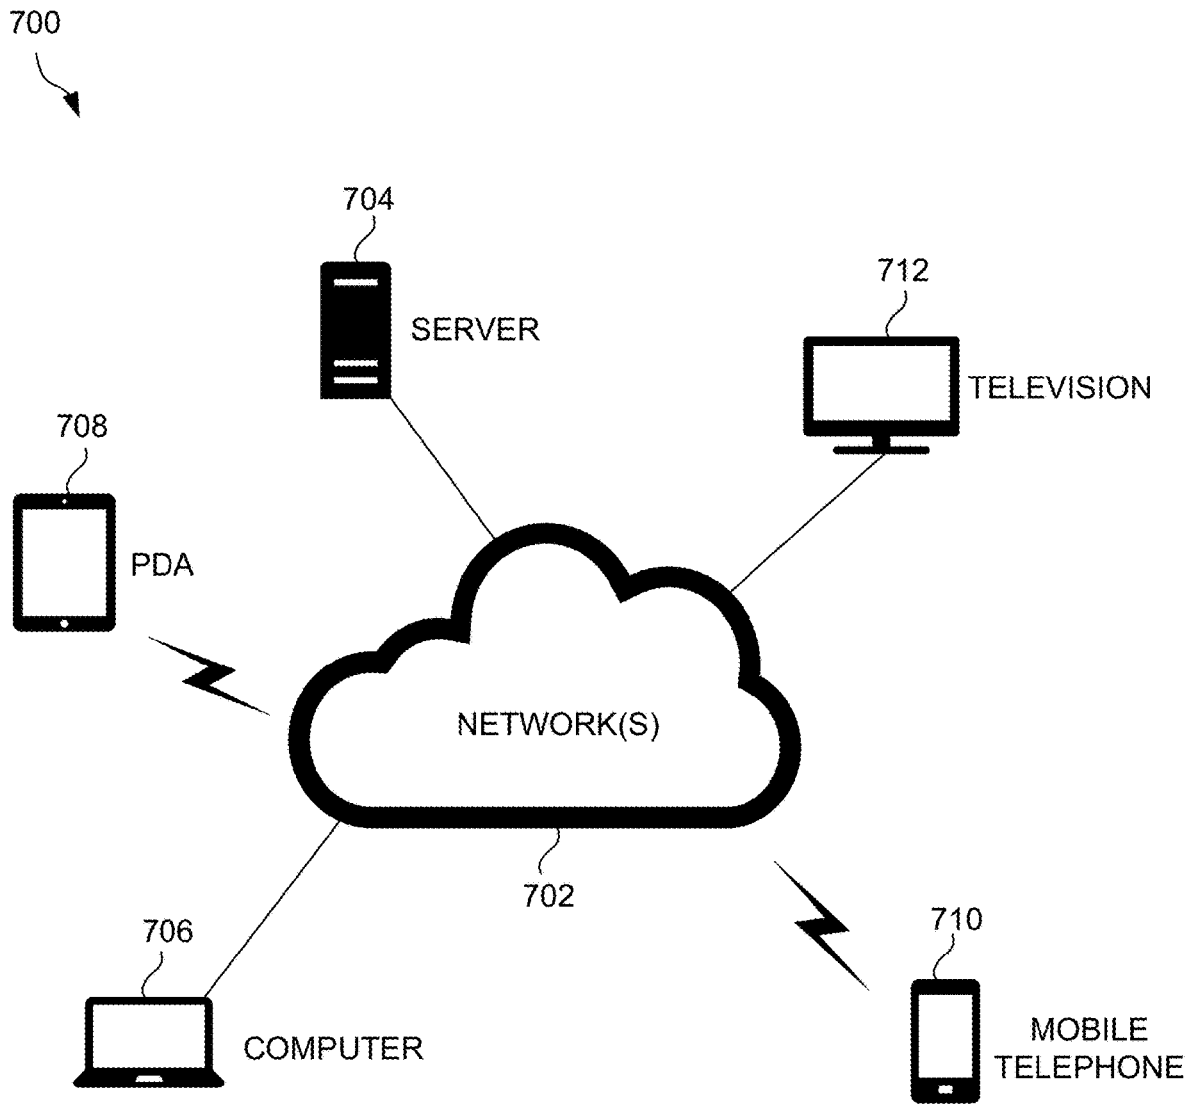 700
704
SERVER
712
TELEVISION
708
PDA
NETWORK(S)
702
706
COMPUTER
710
MOBILE
TELEPHONE